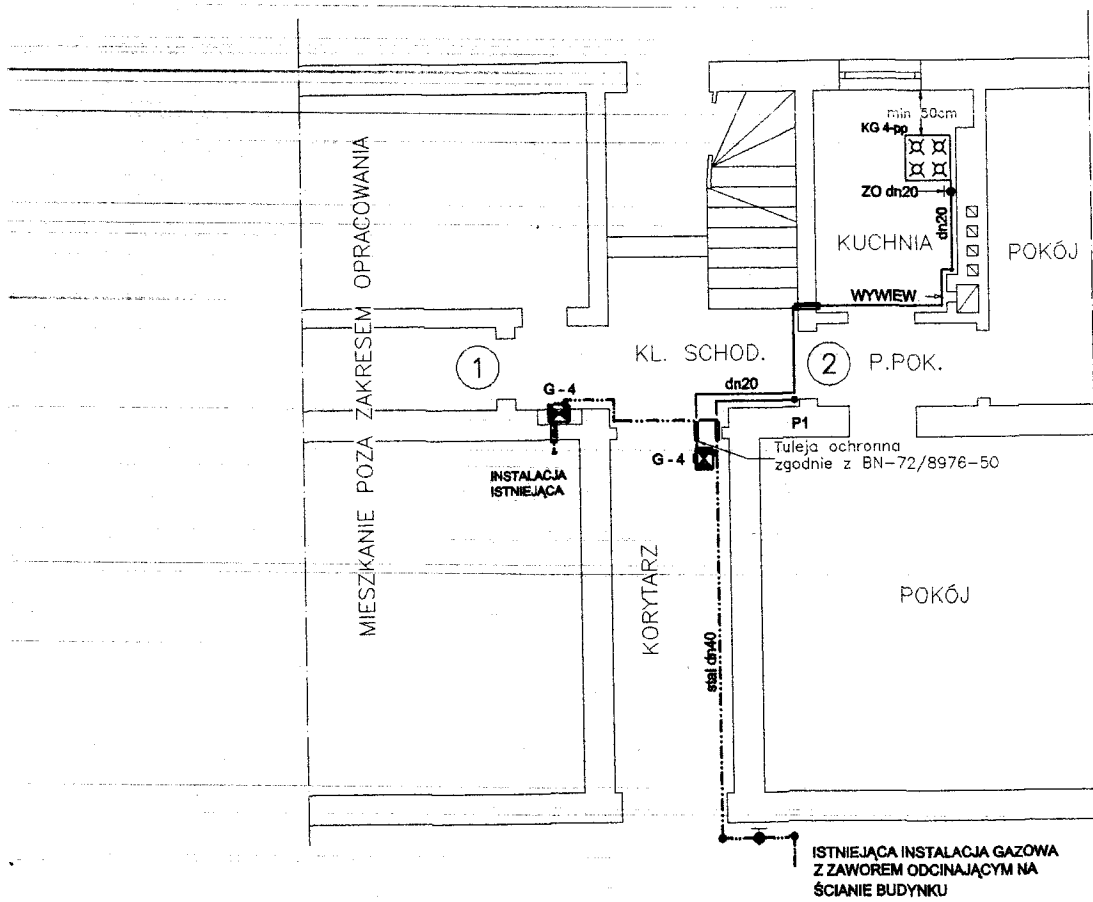 min 50cm
KG 4-pp
ZO dn20
dn20
KUCHNIA
POKÓJ
WYWIEW
MIESZKANIE POZA ZAKRESEM OPRACOWANIA
1
KL. SCHOD.
2
P.POK.
dn20
G - 4
P1
Tuleja ochronna
zgodnie z BN-72/8976-50
G - 4
INSTALACJA
ISTNIEJĄCA
KORYTARZ
stal dn40
POKÓJ
ISTNIEJĄCA INSTALACJA GAZOWA
Z ZAWOREM ODCINAJĄCYM NA
ŚCIANIE BUDYNKU